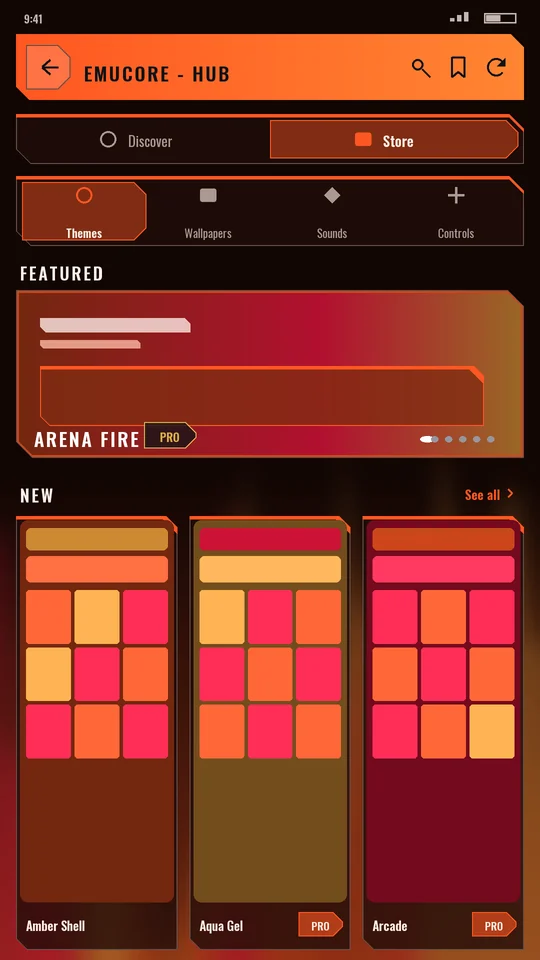 9:41
EMUCORE - HUB
Discover
Store
Themes
Wallpapers
Sounds
Controls
FEATURED
ARENA FIRE
PRO
NEW
See all
Amber Shell
Aqua Gel
PRO
Arcade
PRO